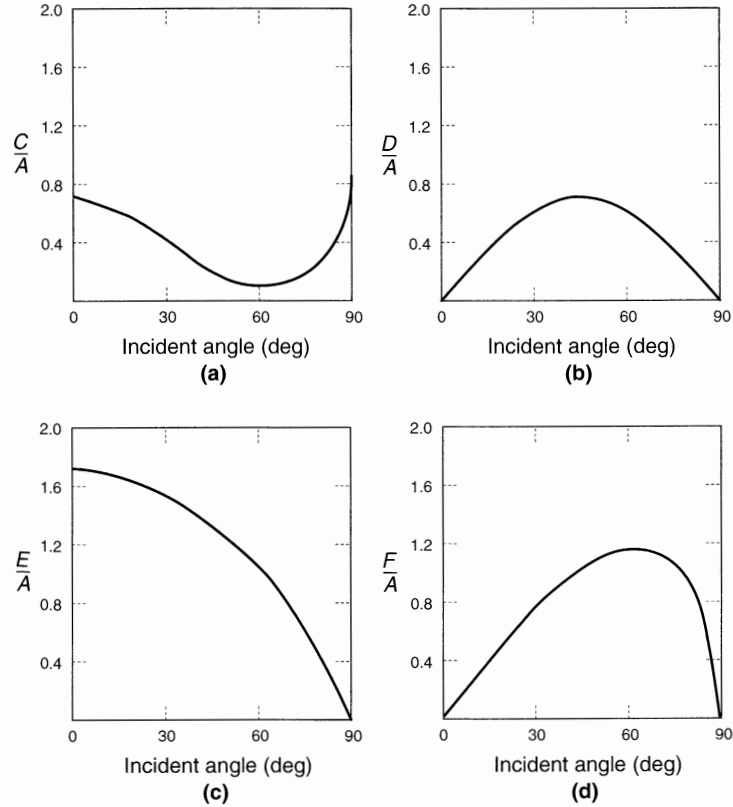 2.0 2.0
1.6 1.6
1.2 1.2
C/A D/A
0.8 0.8
0.4 0.4
0 30 60 90 0 30 60 90
Incident angle (deg) Incident angle (deg)
(a) (b)
2.0 2.0
1.6 1.6
1.2 1.2
E/A F/A
0.8 0.8
0.4 0.4
0 30 60 90 0 30 60 90
Incident angle (deg) Incident angle (deg)
(c) (d)